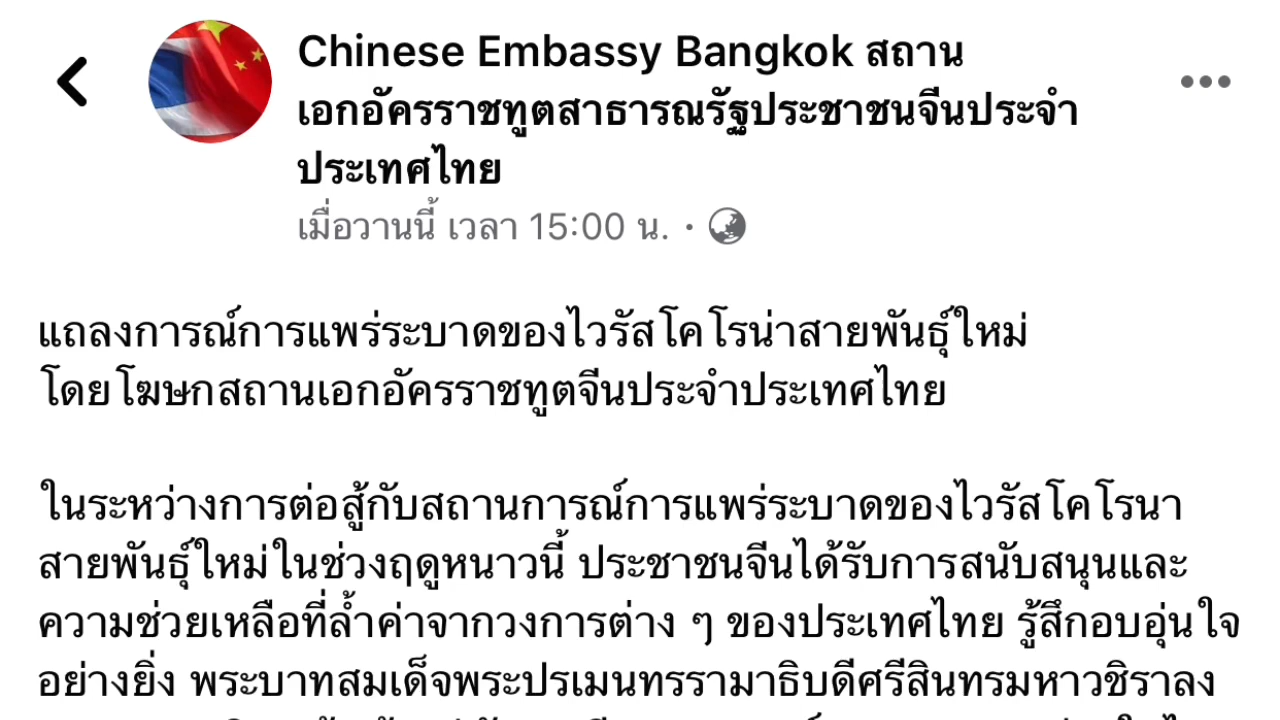 Chinese Embassy Bangkok สถาน
เอกอัครราชทูตสาธารณรัฐประชาชนจีนประจำ
ประเทศไทย
เมื่อวานนี้ เวลา 15:00 น. ·
แถลงการณ์การแพร่ระบาดของไวรัสโคโรน่าสายพันธุ์ใหม่
โดยโฆษกสถานเอกอัครราชทูตจีนประจำประเทศไทย
ในระหว่างการต่อสู้กับสถานการณ์การแพร่ระบาดของไวรัสโคโรนา
สายพันธุ์ใหม่ในช่วงฤดูหนาวนี้ ประชาชนจีนได้รับการสนับสนุนและ
ความช่วยเหลือที่ล้ำค่าจากวงการต่าง ๆ ของประเทศไทย รู้สึกอบอุ่นใจ
อย่างยิ่ง พระบาทสมเด็จพระปรเมนทรรามาธิบดีศรีสินทรมหาวชิราลง